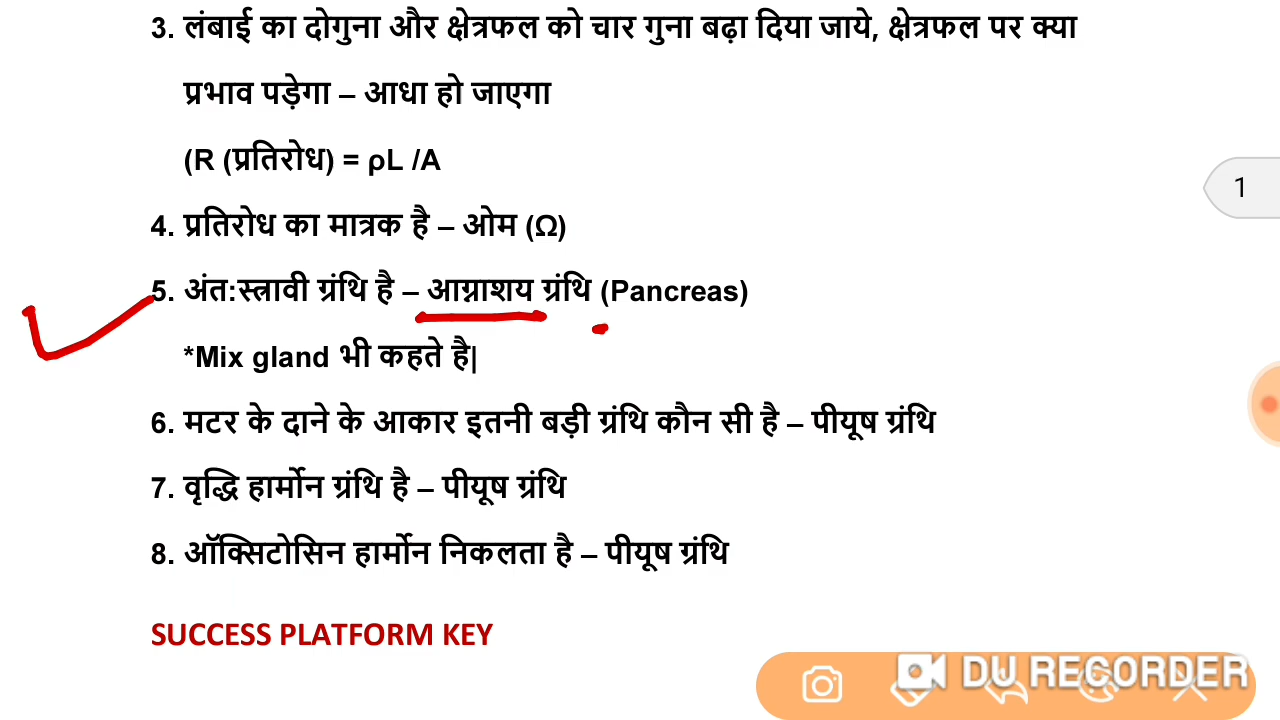 3. लंबाई का दोगुना और क्षेत्रफल को चार गुना बढ़ा दिया जाये, क्षेत्रफल पर क्या
प्रभाव पड़ेगा – आधा हो जाएगा
(R (प्रतिरोध) = ρL /A
4. प्रतिरोध का मात्रक है – ओम (Ω)
5. अंत:स्त्रावी ग्रंथि है – आग्नाशय ग्रंथि (Pancreas)
*Mix gland भी कहते है|
6. मटर के दाने के आकार इतनी बड़ी ग्रंथि कौन सी है – पीयूष ग्रंथि
7. वृद्धि हार्मोन ग्रंथि है – पीयूष ग्रंथि
8. ऑक्सिटोसिन हार्मोन निकलता है – पीयूष ग्रंथि
SUCCESS PLATFORM KEY
1
DU RECORDER